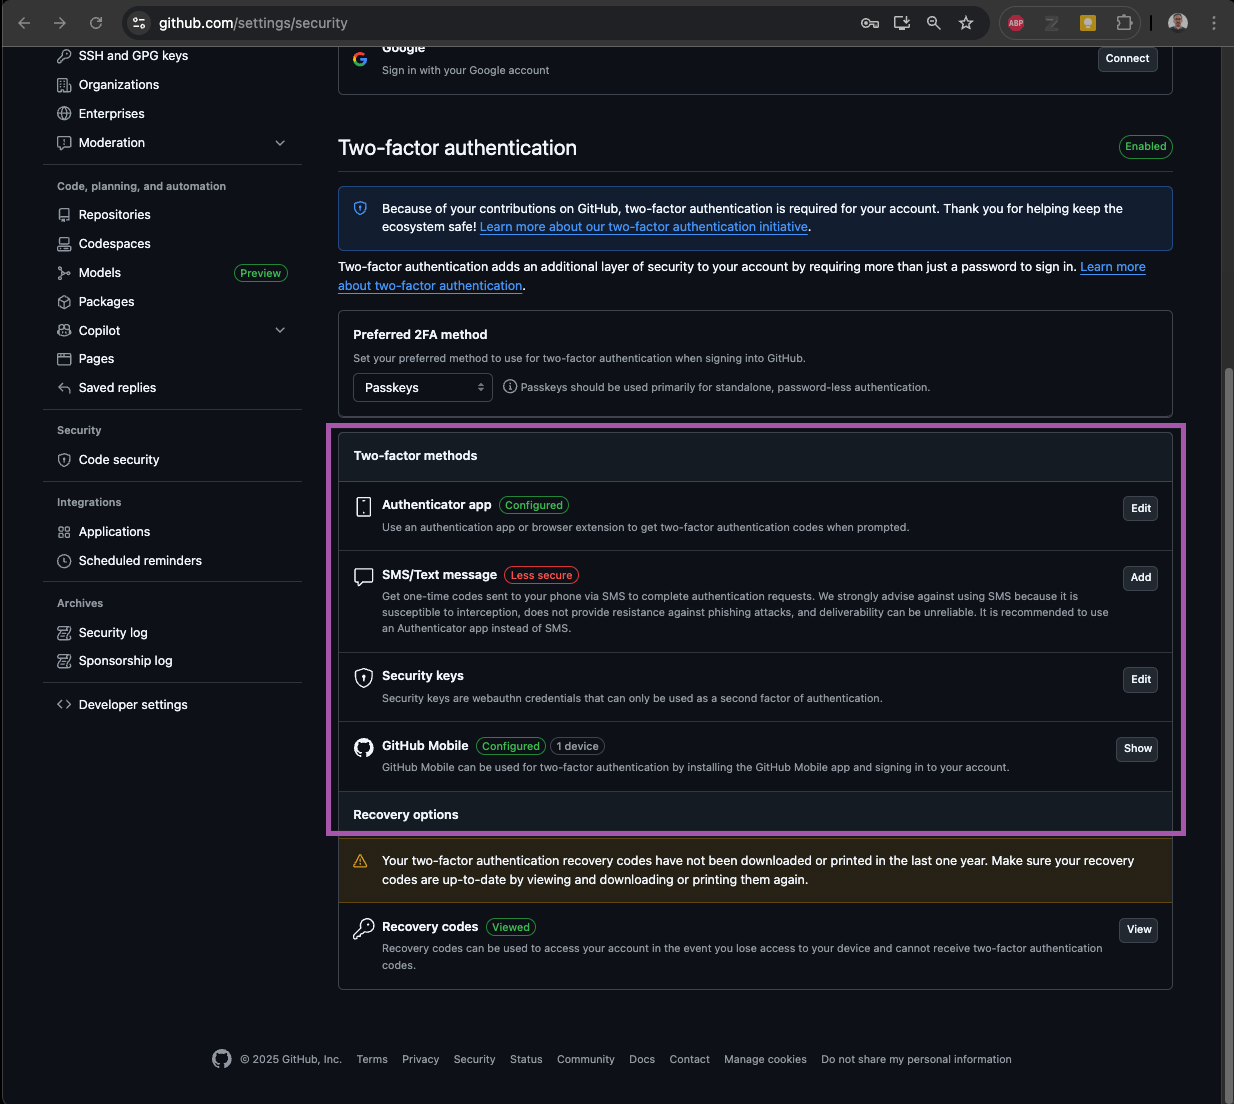 github.com/settings/security
ABP
SSH and GPG keys
Organizations
Enterprises
Moderation
Code, planning, and automation
Repositories
Codespaces
Models Preview
Packages
Copilot
Pages
Saved replies
Security
Code security
Integrations
Applications
Scheduled reminders
Archives
Security log
Sponsorship log
Developer settings
Google
Sign in with your Google account
Connect
Two-factor authentication
Enabled
Because of your contributions on GitHub, two-factor authentication is required for your account. Thank you for helping keep the
ecosystem safe! Learn more about our two-factor authentication initiative.
Two-factor authentication adds an additional layer of security to your account by requiring more than just a password to sign in. Learn more
about two-factor authentication.
Preferred 2FA method
Set your preferred method to use for two-factor authentication when signing into GitHub.
Passkeys
Passkeys should be used primarily for standalone, password-less authentication.
Two-factor methods
Authenticator app Configured
Use an authentication app or browser extension to get two-factor authentication codes when prompted.
Edit
SMS/Text message Less secure
Get one-time codes sent to your phone via SMS to complete authentication requests. We strongly advise against using SMS because it is
susceptible to interception, does not provide resistance against phishing attacks, and deliverability can be unreliable. It is recommended to use
an Authenticator app instead of SMS.
Add
Security keys
Security keys are webauthn credentials that can only be used as a second factor of authentication.
Edit
GitHub Mobile Configured 1 device
GitHub Mobile can be used for two-factor authentication by installing the GitHub Mobile app and signing in to your account.
Show
Recovery options
Your two-factor authentication recovery codes have not been downloaded or printed in the last one year. Make sure your recovery
codes are up-to-date by viewing and downloading or printing them again.
Recovery codes Viewed
Recovery codes can be used to access your account in the event you lose access to your device and cannot receive two-factor authentication
codes.
View
© 2025 GitHub, Inc. Terms Privacy Security Status Community Docs Contact Manage cookies Do not share my personal information